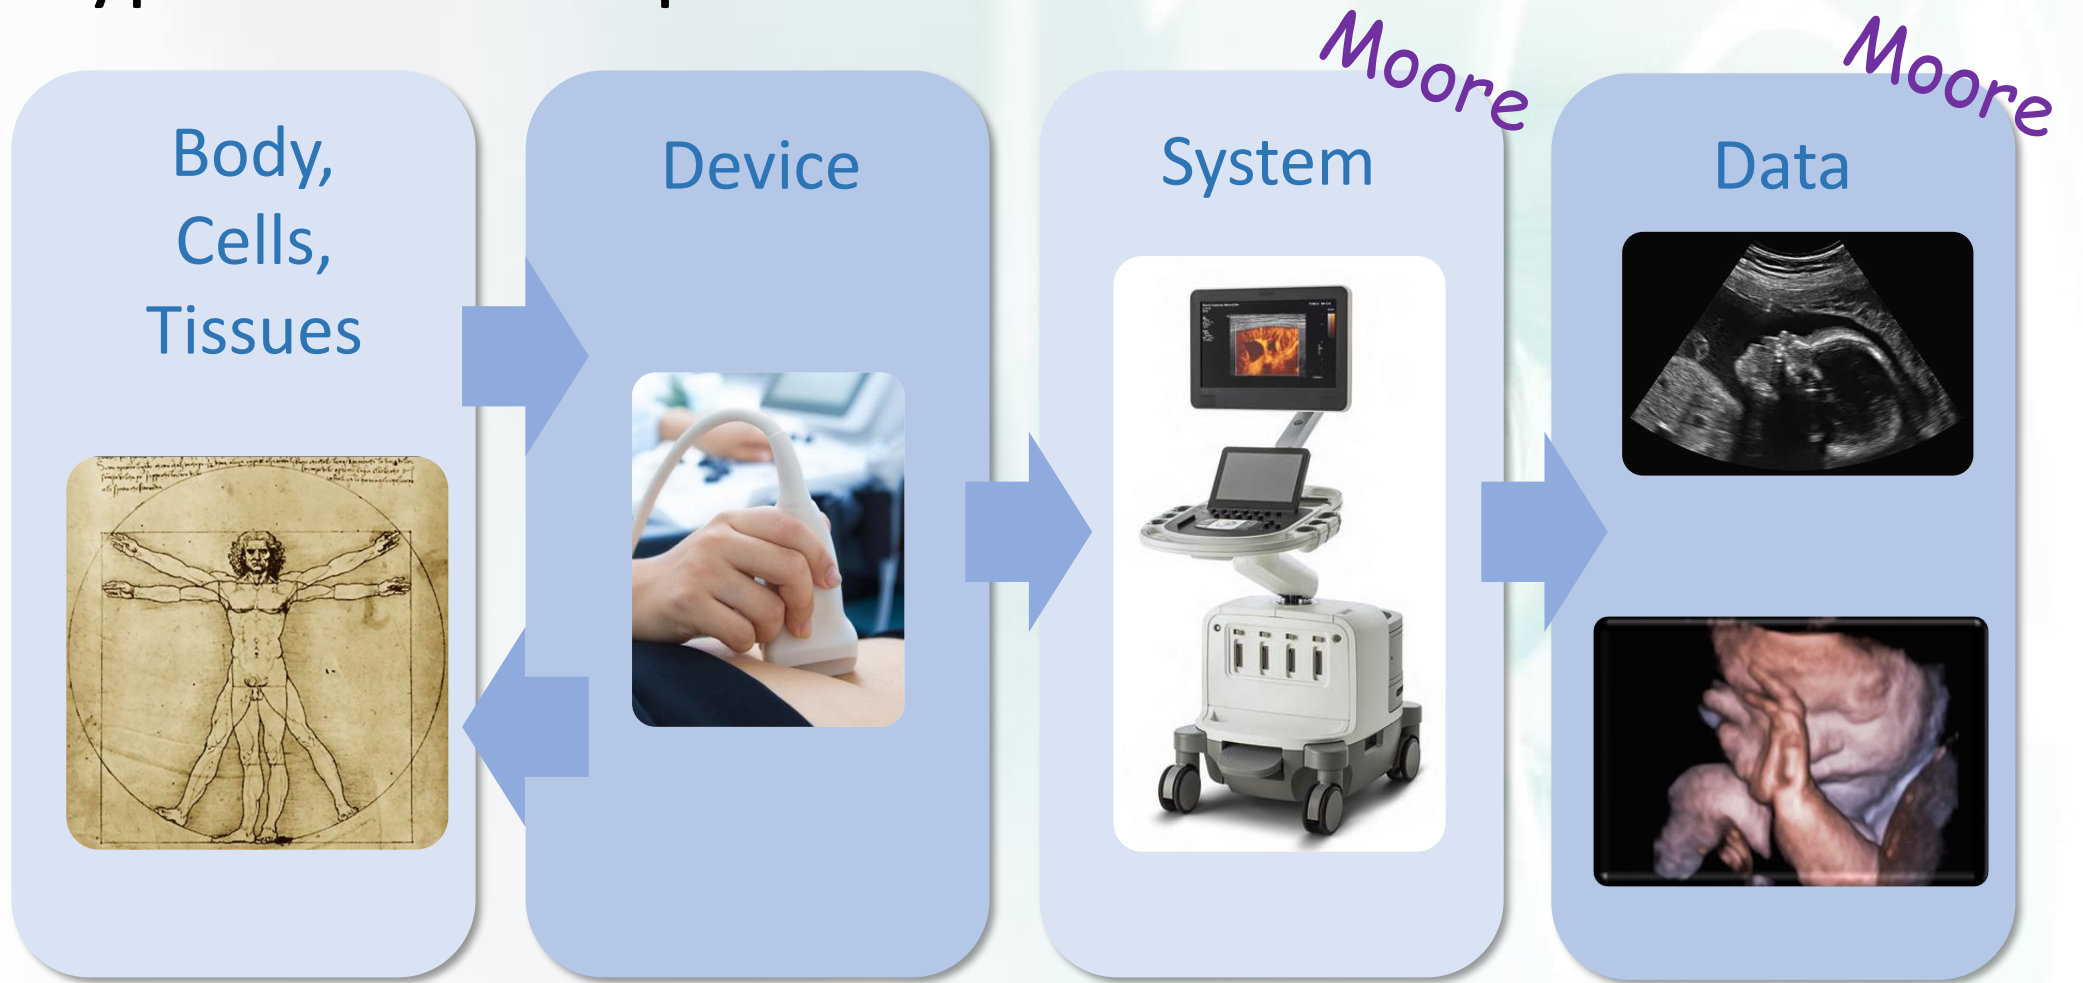 Moore
Moore
Body,
Cells,
Tissues
Device
System
Data